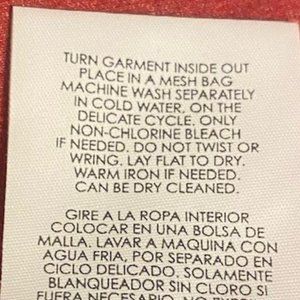 TURN GARMENT INSIDE OUT
PLACE IN A MESH BAG
MACHINE WASH SEPARATELY
IN COLD WATER, ON THE
DELICATE CYCLE. ONLY
NON-CHLORINE BLEACH
IF NEEDED. DO NOT TWIST OR
WRING. LAY FLAT TO DRY.
WARM IRON IF NEEDED.
CAN BE DRY CLEANED.
GIRE A LA ROPA INTERIOR
COLOCAR EN UNA BOLSA DE
MALLA. LAVAR A MAQUINA CON
AGUA FRIA, POR SEPARADO EN
CICLO DELICADO. SOLAMENTE
BLANQUEADOR SIN CLORO SI
FUERA NECESARIO.